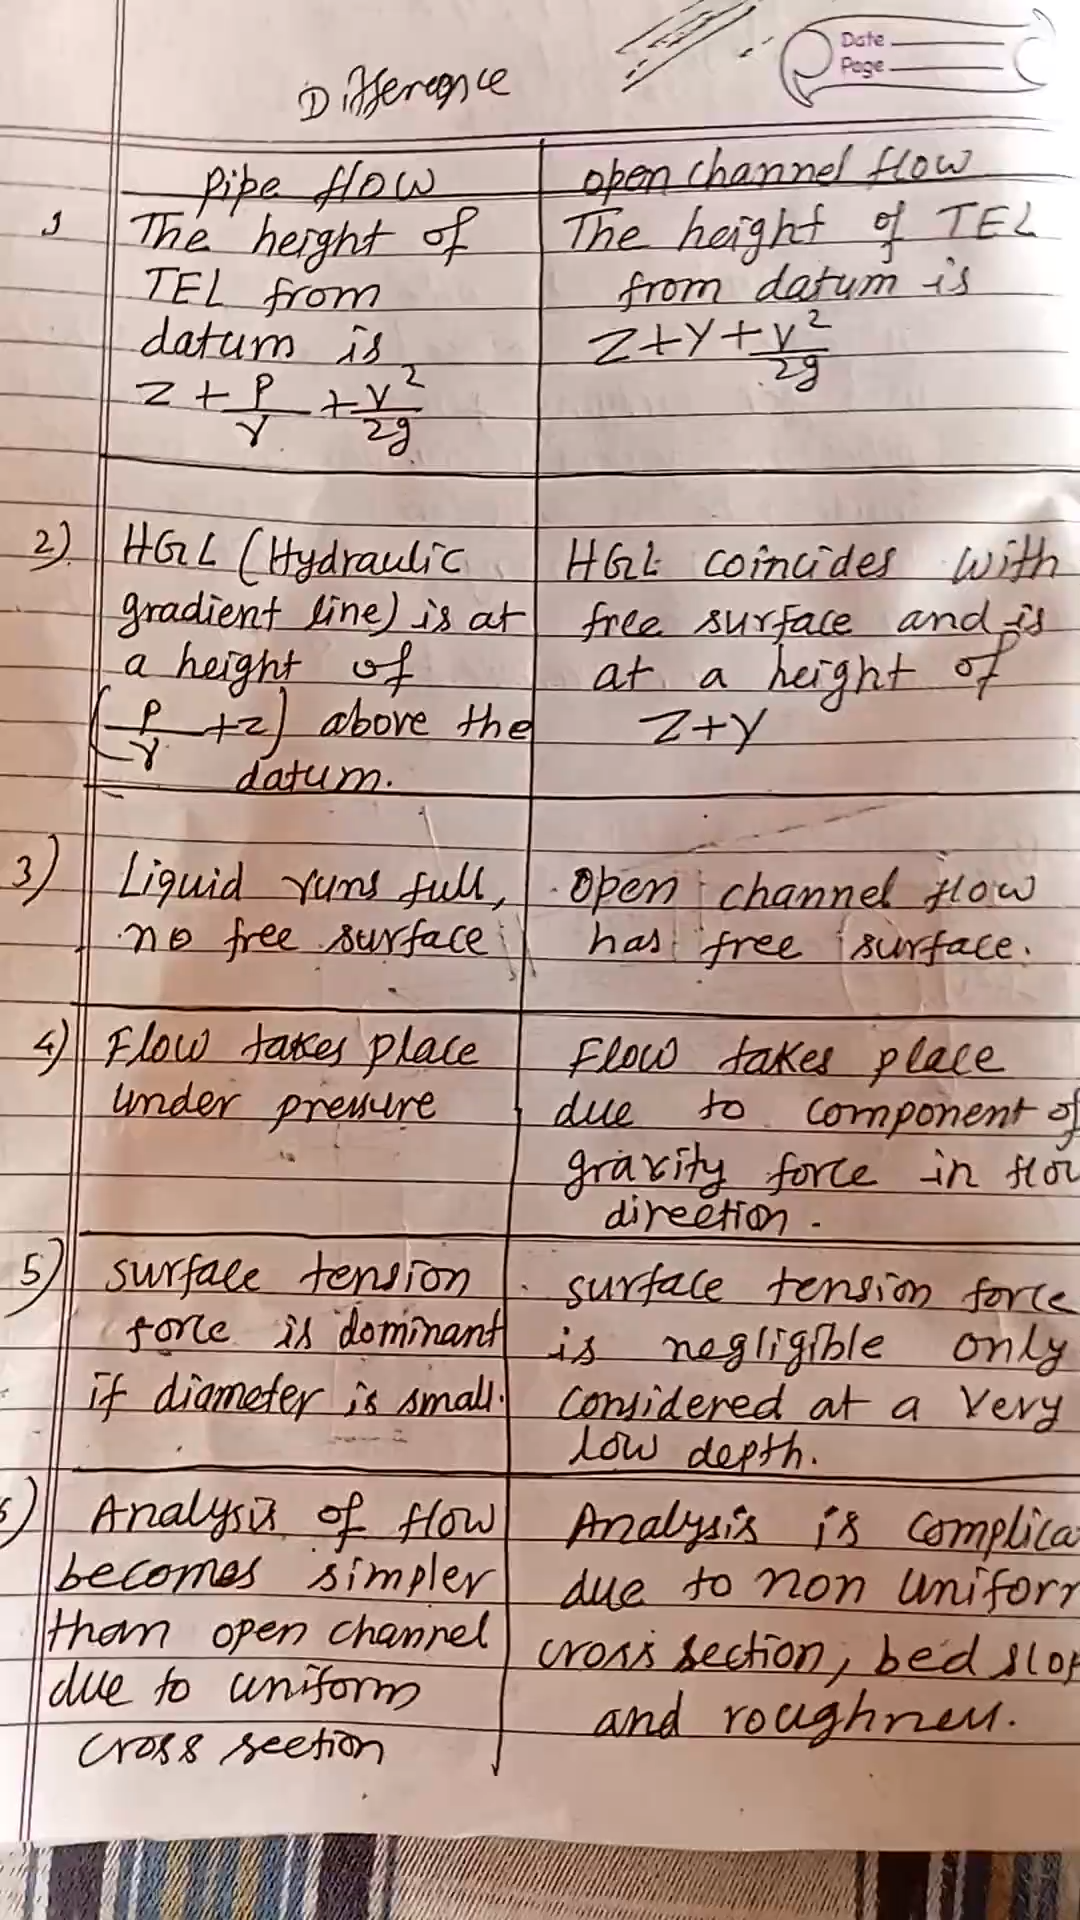 Date
Page
Difference
pipe flow
open channel flow
1
The height of
TEL from
datum is
Z + P/γ + V²/2g
The height of TEL
from datum is
Z+Y+V²/2g
2)
HGL (Hydraulic
gradient line) is at
a height of
(P/γ +z) above the
datum.
HGL coincides with
free surface and is
at a height of
Z+Y
3)
Liquid runs full,
no free surface
Open channel flow
has free surface.
4)
Flow takes place
under pressure
Flow takes place
due to component of
gravity force in flow
direction.
5)
surface tension
force is dominant
if diameter is small.
surface tension force
is negligible only
considered at a very
low depth.
6)
Analysis of flow
becomes simpler
than open channel
due to uniform
cross section
Analysis is complica
due to non uniform
cross section, bed slop
and roughness.